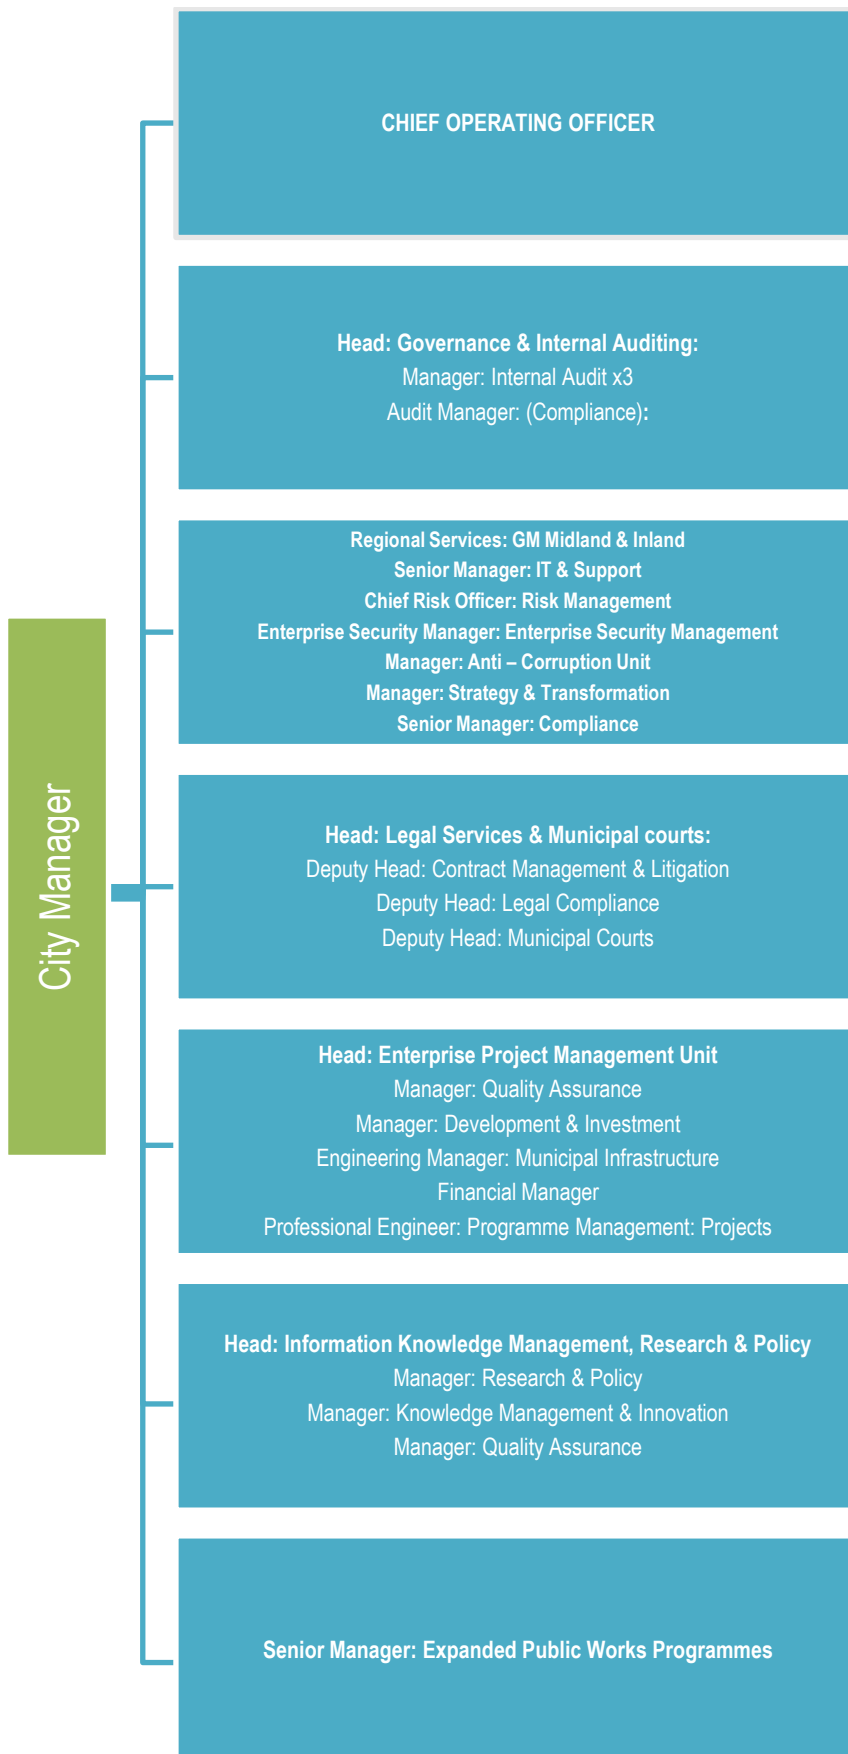 City Manager
CHIEF OPERATING OFFICER
Head: Governance & Internal Auditing:
Manager: Internal Audit x3
Audit Manager: (Compliance):
Regional Services: GM Midland & Inland
Senior Manager: IT & Support
Chief Risk Officer: Risk Management
Enterprise Security Manager: Enterprise Security Management
Manager: Anti – Corruption Unit
Manager: Strategy & Transformation
Senior Manager: Compliance
Head: Legal Services & Municipal courts:
Deputy Head: Contract Management & Litigation
Deputy Head: Legal Compliance
Deputy Head: Municipal Courts
Head: Enterprise Project Management Unit
Manager: Quality Assurance
Manager: Development & Investment
Engineering Manager: Municipal Infrastructure
Financial Manager
Professional Engineer: Programme Management: Projects
Head: Information Knowledge Management, Research & Policy
Manager: Research & Policy
Manager: Knowledge Management & Innovation
Manager: Quality Assurance
Senior Manager: Expanded Public Works Programmes